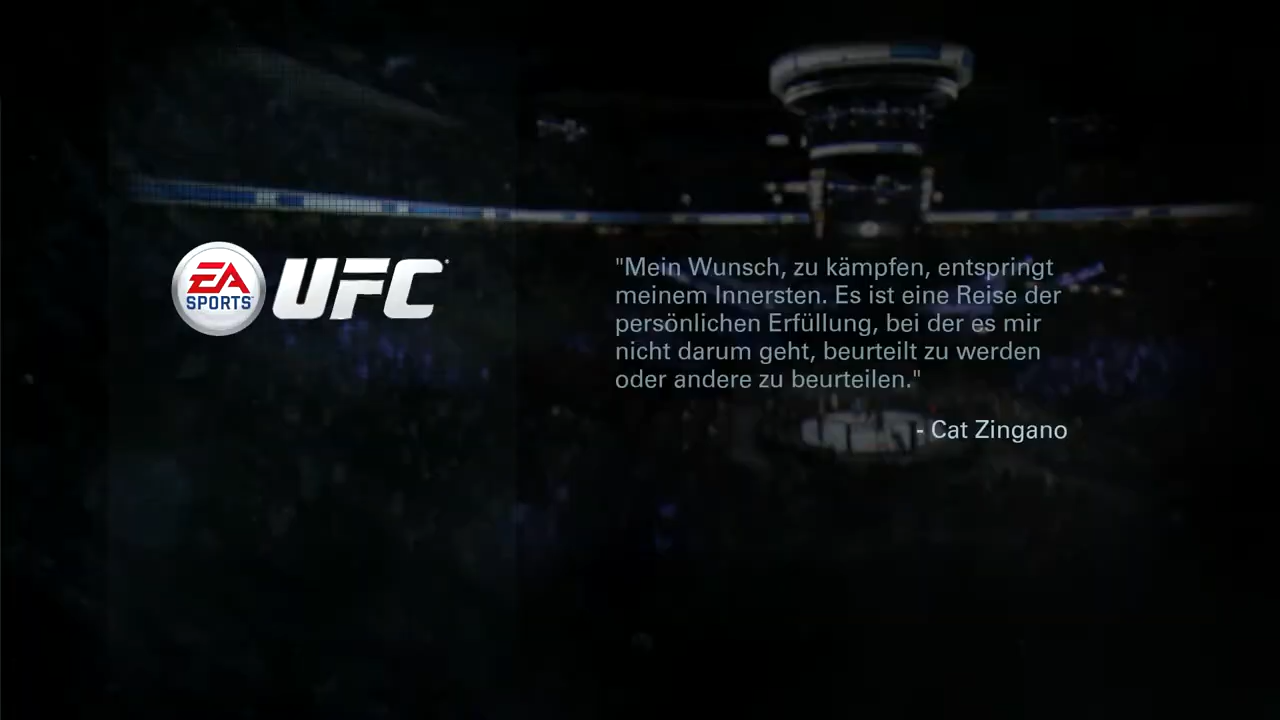 EA
SPORTS
UFC
"Mein Wunsch, zu kämpfen, entspringt
meinem Innersten. Es ist eine Reise der
persönlichen Erfüllung, bei der es mir
nicht darum geht, beurteilt zu werden
oder andere zu beurteilen."
- Cat Zingano